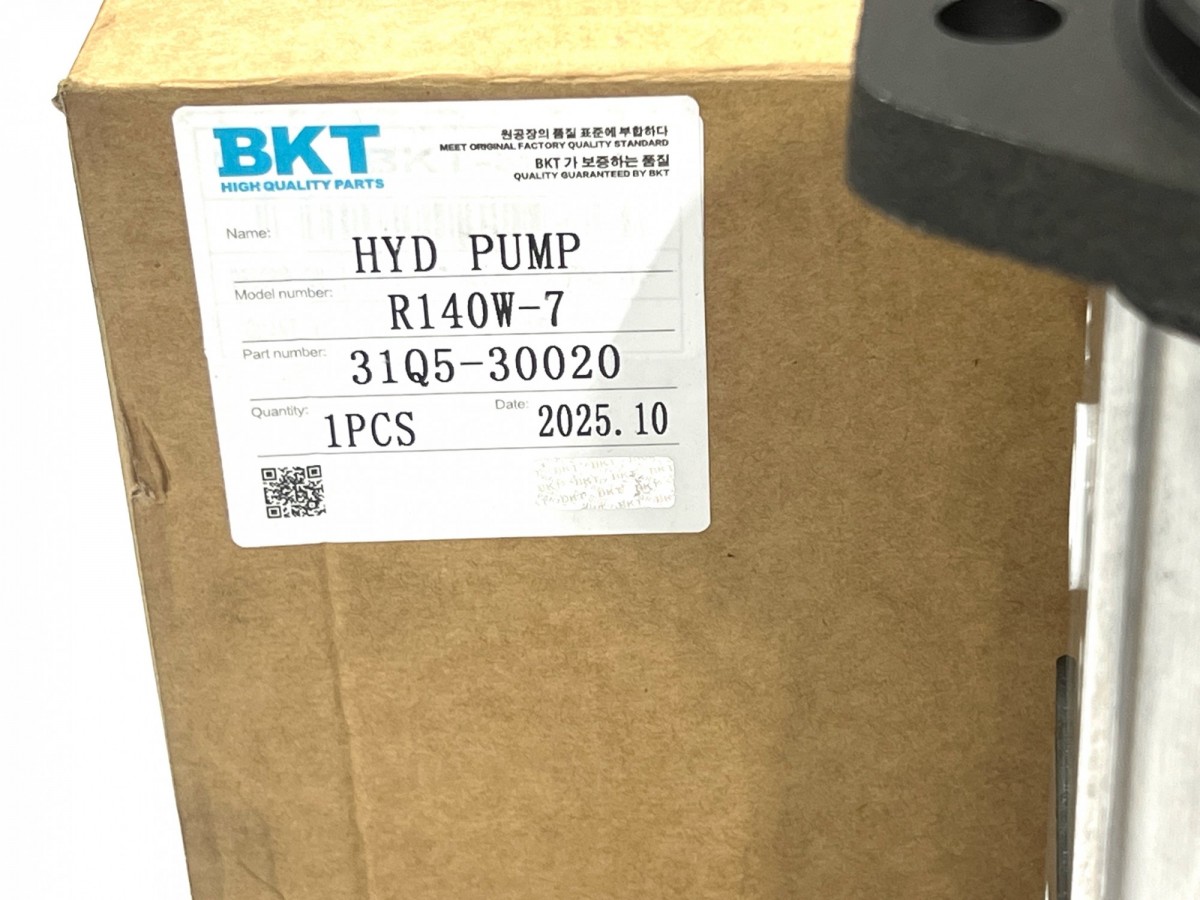 BKT
HIGH QUALITY PARTS
원공장의 품질 표준에 부합하다
MEET ORIGINAL FACTORY QUALITY STANDARD
BKT 가 보증하는 품질
QUALITY GUARANTEED BY BKT
Name: HYD PUMP
Model number: R140W-7
Part number: 31Q5-30020
Quantity: 1PCS Date: 2025.10